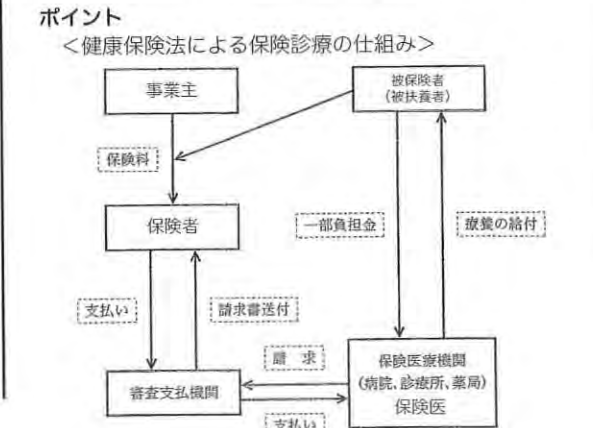 ポイント
<健康保険法による保険診療の仕組み>
事業主
被保険者
(被扶養者)
保険料
保険者
一部負担金
療養の給付
支払い
請求書送付
請 求
保険医療機関
(病院、診療所、薬局)
保険医
審査支払機関
支払い